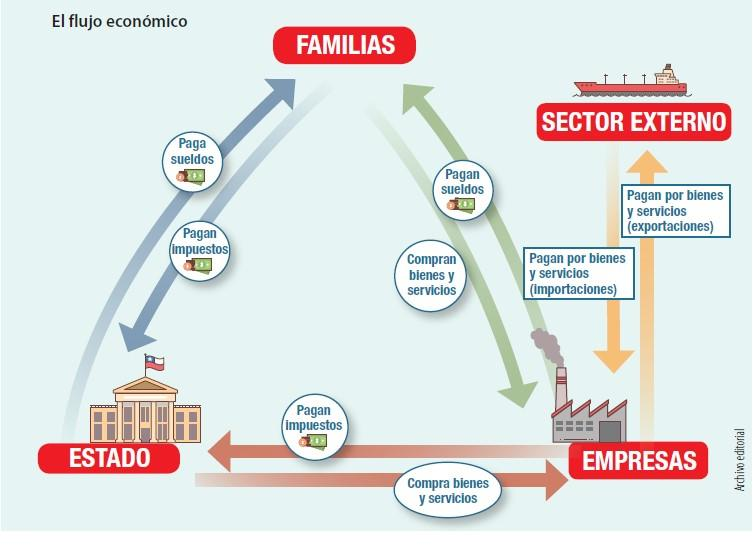 El flujo económico
FAMILIAS
SECTOR EXTERNO
Paga
sueldos
Pagan
sueldos
Pagan por bienes
y servicios
(exportaciones)
Pagan
impuestos
Compran
bienes y
servicios
Pagan por bienes
y servicios
(importaciones)
Pagan
impuestos
ESTADO
EMPRESAS
Compra bienes
y servicios
Archivo editorial